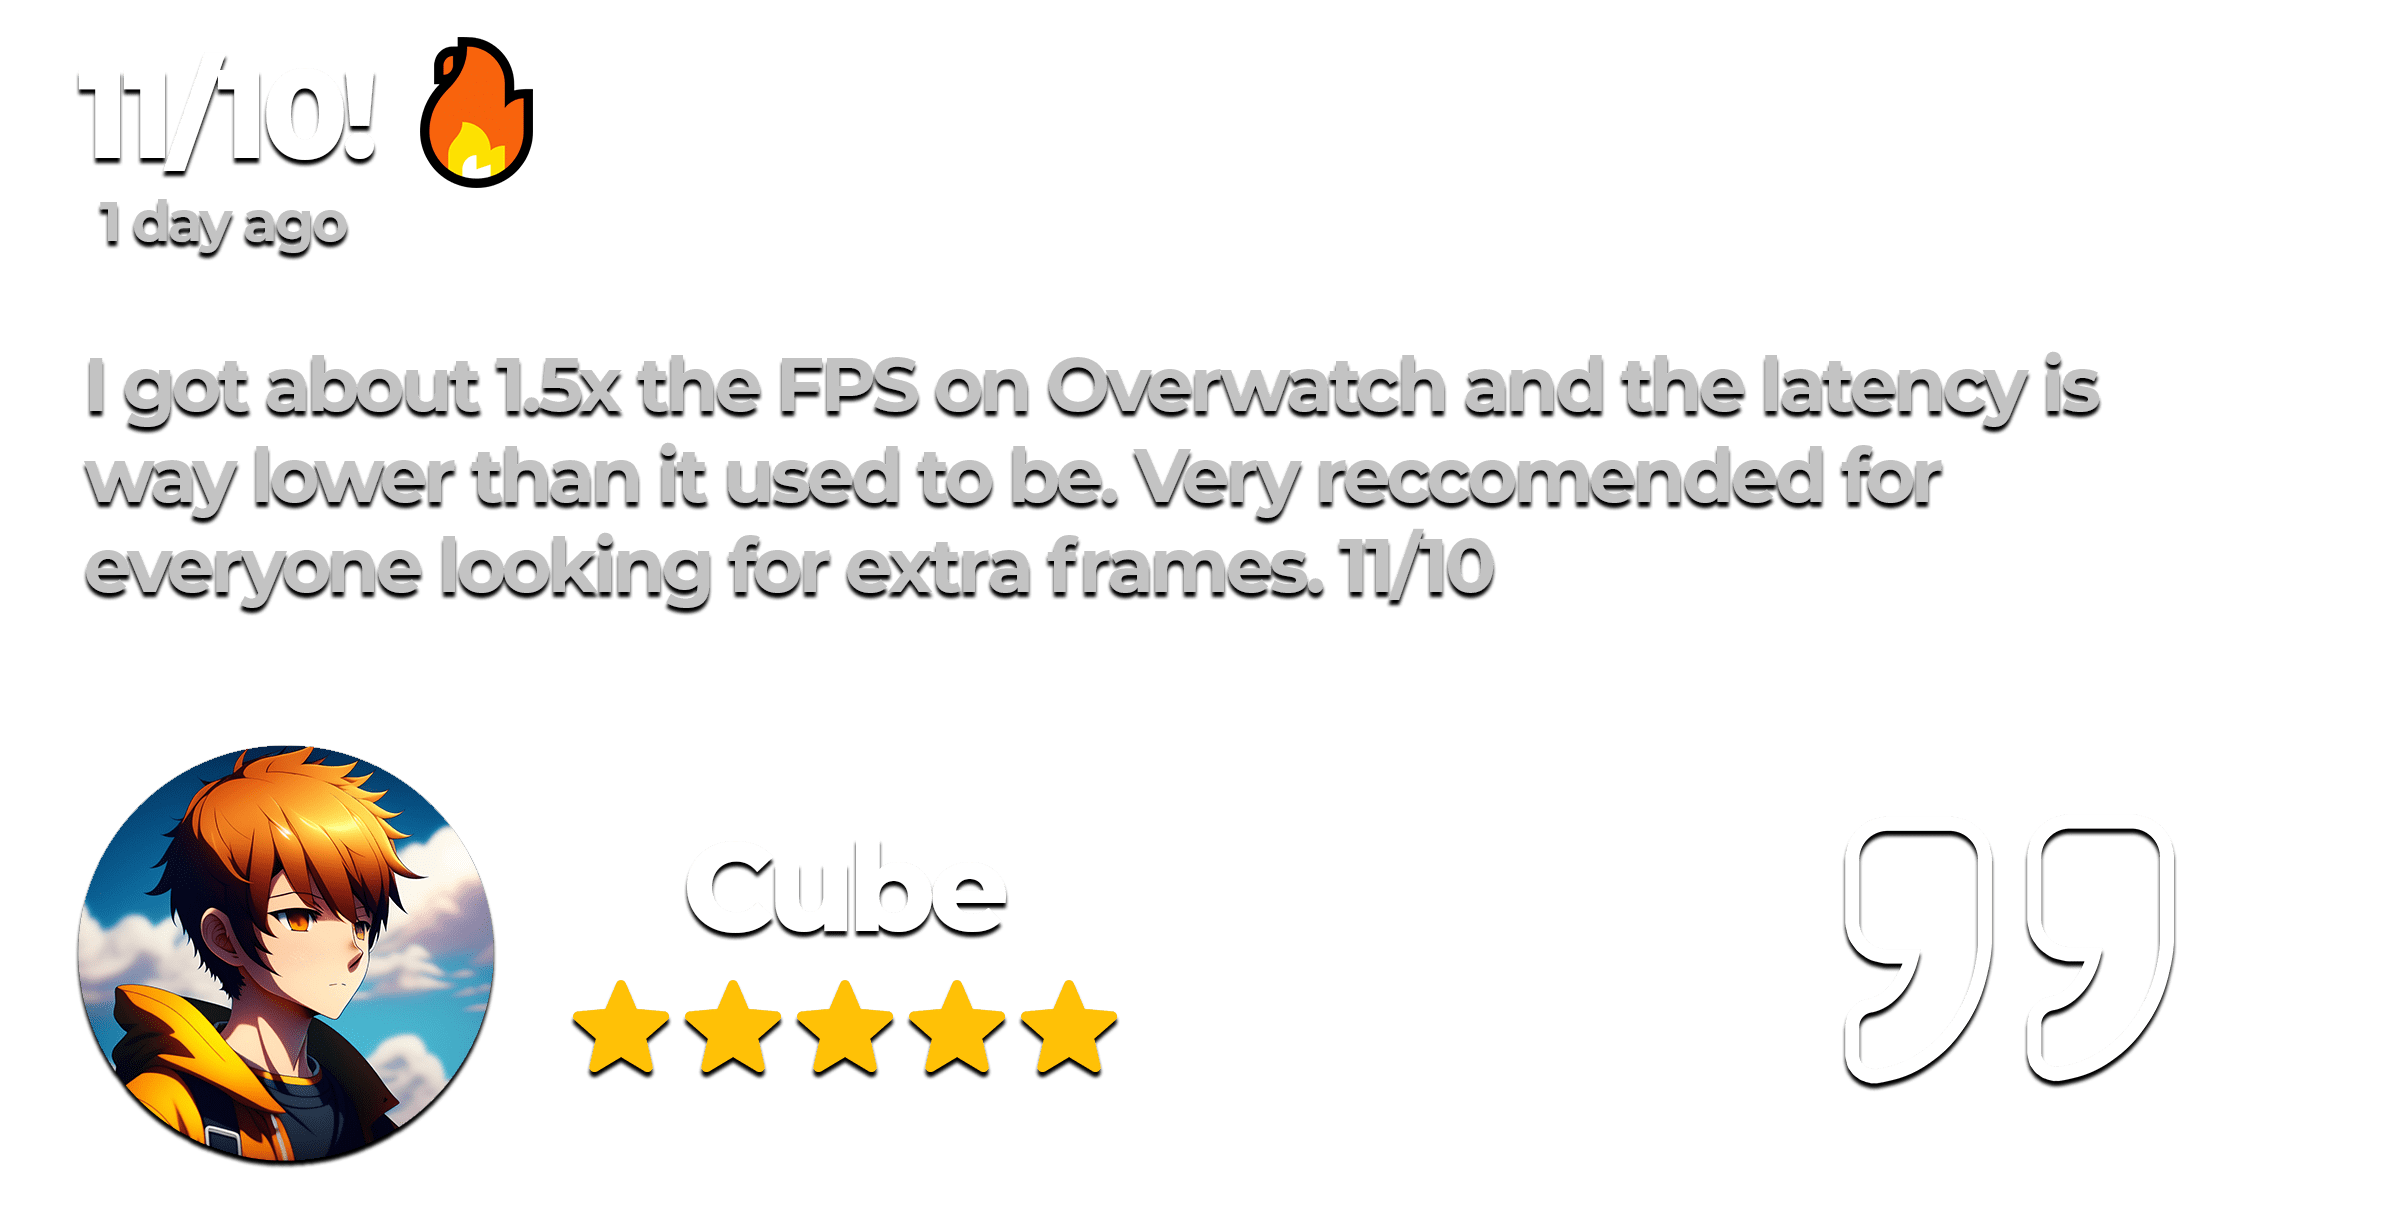 11/10! 🔥
1 day ago
I got about 1.5x the FPS on Overwatch and the latency is
way lower than it used to be. Very reccomended for
everyone looking for extra frames. 11/10
Cube